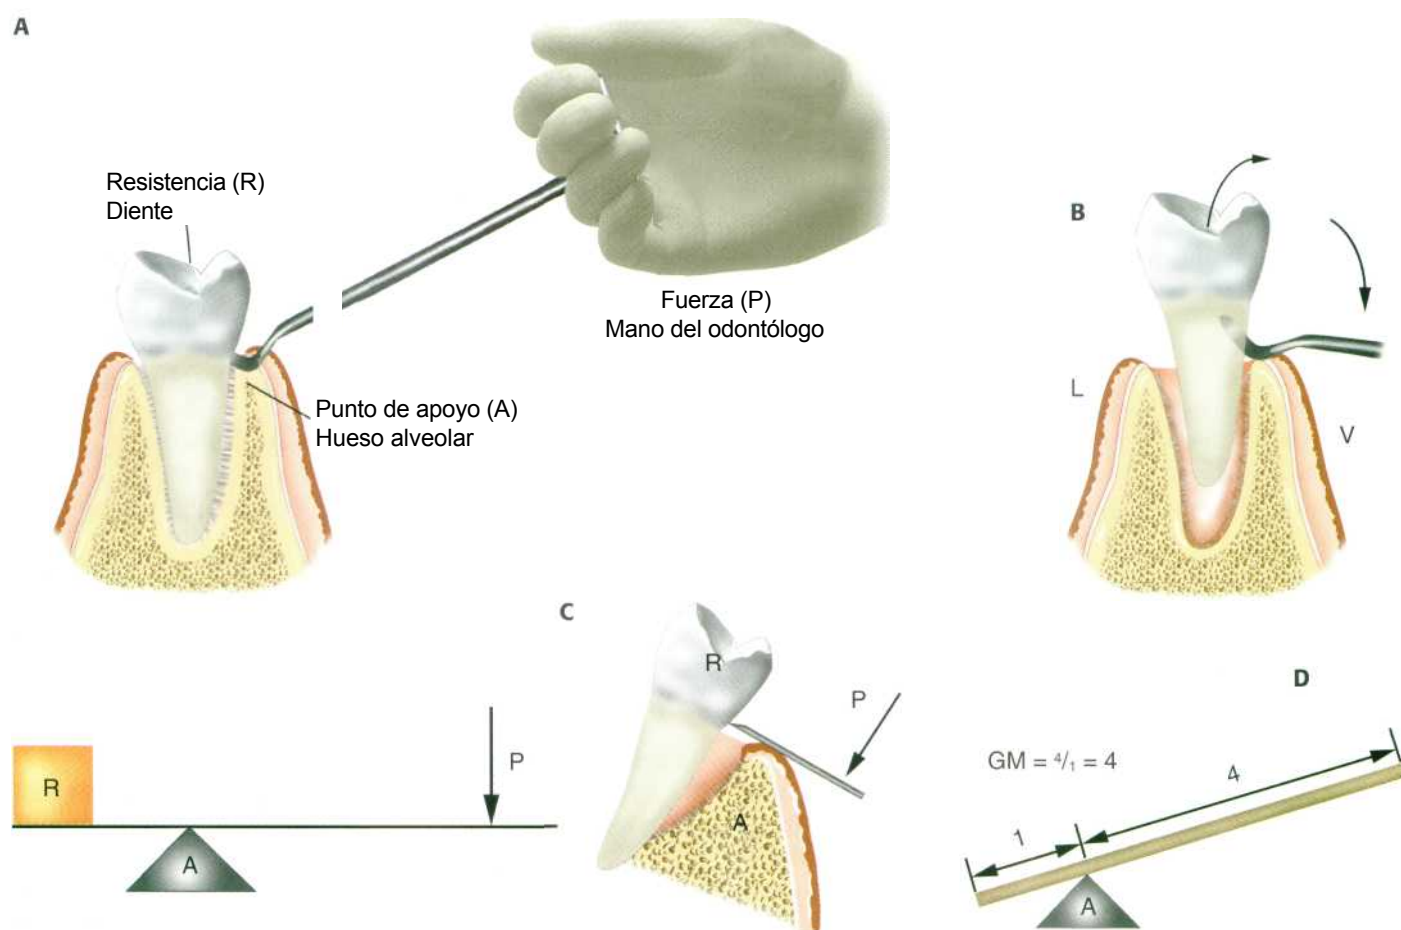 A
Resistencia (R)
Diente
Fuerza (P)
Mano del odontólogo
Punto de apoyo (A)
Hueso alveolar
B
L
V
R
P
A
C
R
P
A
D
GM = 4/1 = 4
4
1
A